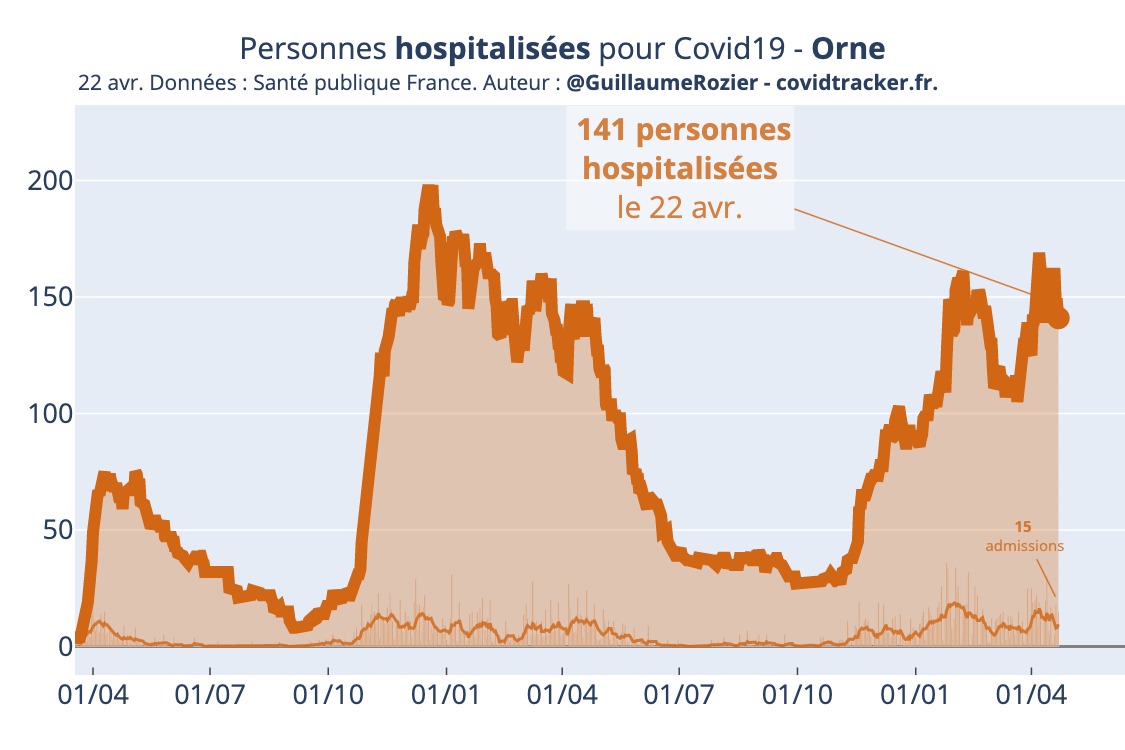 Personnes hospitalisées pour Covid19 - Orne
22 avr. Données : Santé publique France. Auteur : @GuillaumeRozier - covidtracker.fr.
141 personnes
hospitalisées
le 22 avr.
200
150
100
50
0
15
admissions
01/04 01/07 01/10 01/01 01/04 01/07 01/10 01/01 01/04